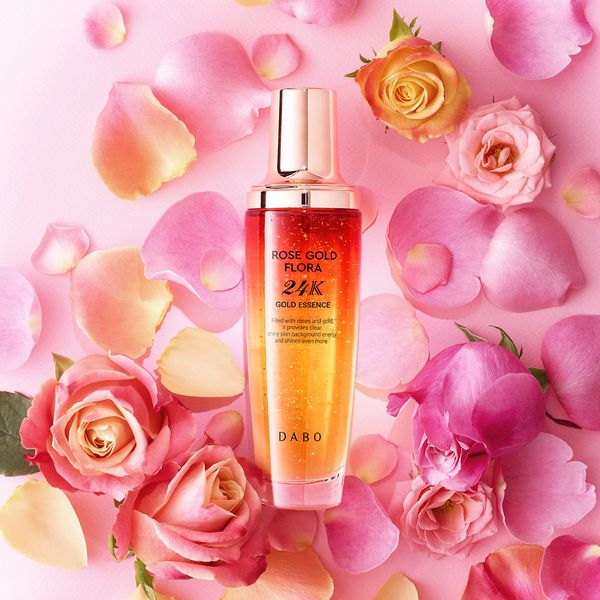 ROSE GOLD
FLORA
24K
GOLD ESSENCE
Filled with roses and gold,
it provides clear,
shiny skin background energy
and shines even more
DABO